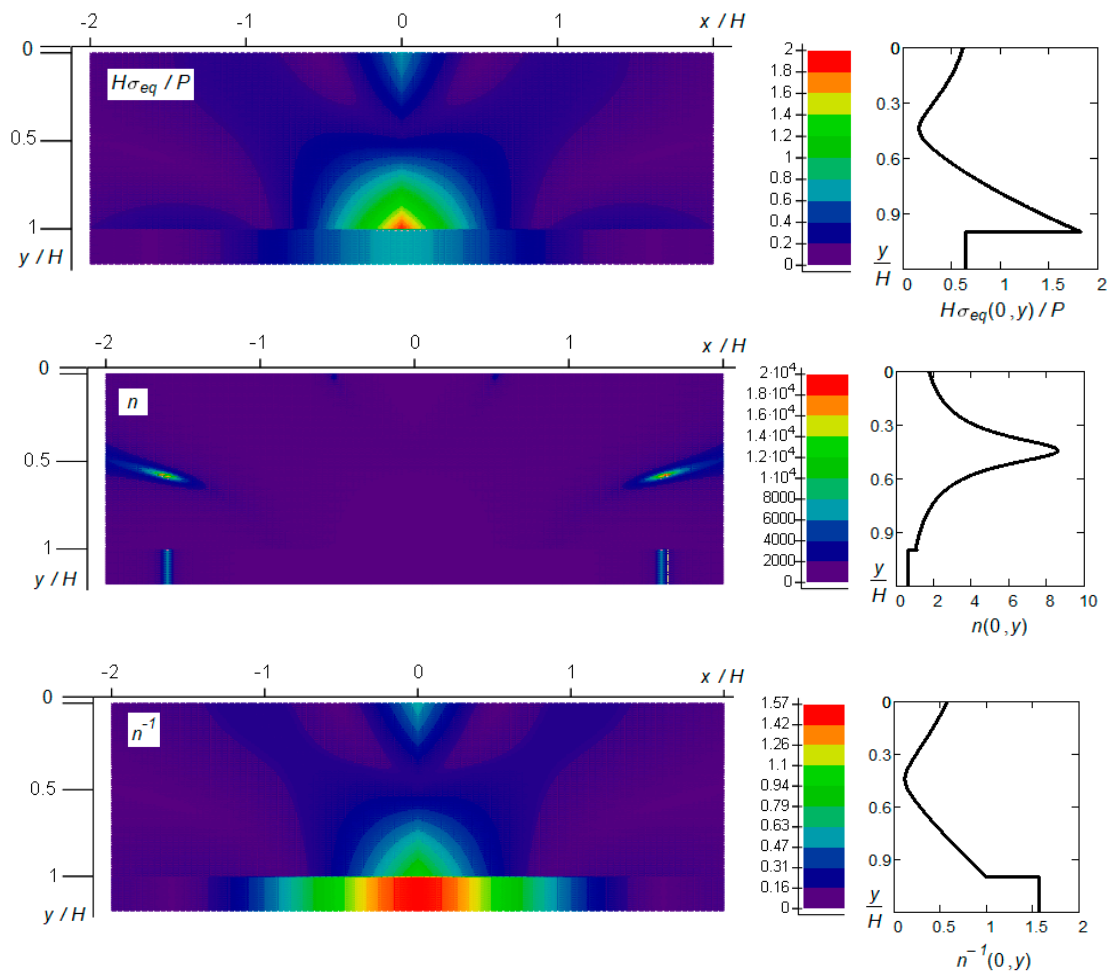 -2 -1 0 1 x / H
0
0.5
1
y / H
Hσeq / P
2
1.8
1.6
1.4
1.2
1
0.8
0.6
0.4
0.2
0
0
0.3
0.6
0.9
y
H
0 0.5 1 1.5 2
Hσeq(0 , y) / P
-2 -1 0 1 x / H
0
0.5
1
y / H
n
2·10⁴
1.8·10⁴
1.6·10⁴
1.4·10⁴
1.2·10⁴
1·10⁴
8000
6000
4000
2000
0
0
0.3
0.6
0.9
y
H
0 2 4 6 8 10
n(0 , y)
-2 -1 0 1 x / H
0
0.5
1
y / H
n⁻¹
1.57
1.42
1.26
1.1
0.94
0.79
0.63
0.47
0.31
0.16
0
0
0.3
0.6
0.9
y
H
0 0.5 1 1.5 2
n⁻¹(0 , y)